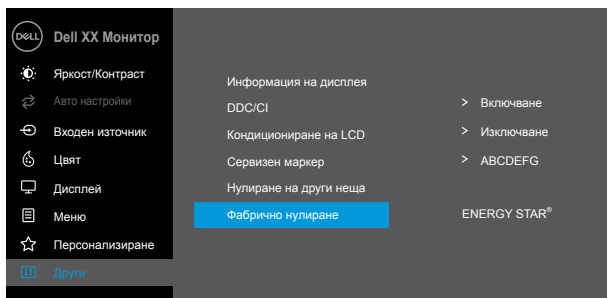 DELL Dell XX Монитор
Яркост/Контраст
Авто настройки
Входен източник
Цвят
Дисплей
Меню
Персонализиране
Други
Информация на дисплея
DDC/CI > Включване
Кондициониране на LCD > Изключване
Сервизен маркер > ABCDEFG
Нулиране на други неща
Фабрично нулиране ENERGY STAR®